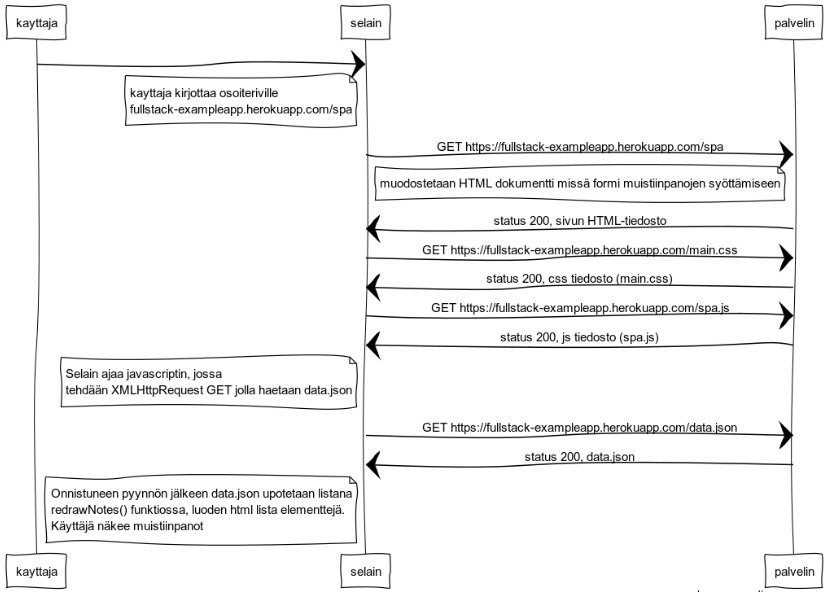 kayttaja
selain
palvelin
kayttaja kirjottaa osoiteriville
fullstack-exampleapp.herokuapp.com/spa
GET https://fullstack-exampleapp.herokuapp.com/spa
muodostetaan HTML dokumentti missä formi muistiinpanojen syöttämiseen
status 200, sivun HTML-tiedosto
GET https://fullstack-exampleapp.herokuapp.com/main.css
status 200, css tiedosto (main.css)
GET https://fullstack-exampleapp.herokuapp.com/spa.js
status 200, js tiedosto (spa.js)
Selain ajaa javascriptin, jossa
tehdään XMLHttpRequest GET jolla haetaan data.json
GET https://fullstack-exampleapp.herokuapp.com/data.json
status 200, data.json
Onnistuneen pyynnön jälkeen data.json upotetaan listana
redrawNotes() funktiossa, luoden html lista elementtejä.
Käyttäjä näkee muistiinpanot
kayttaja
selain
palvelin